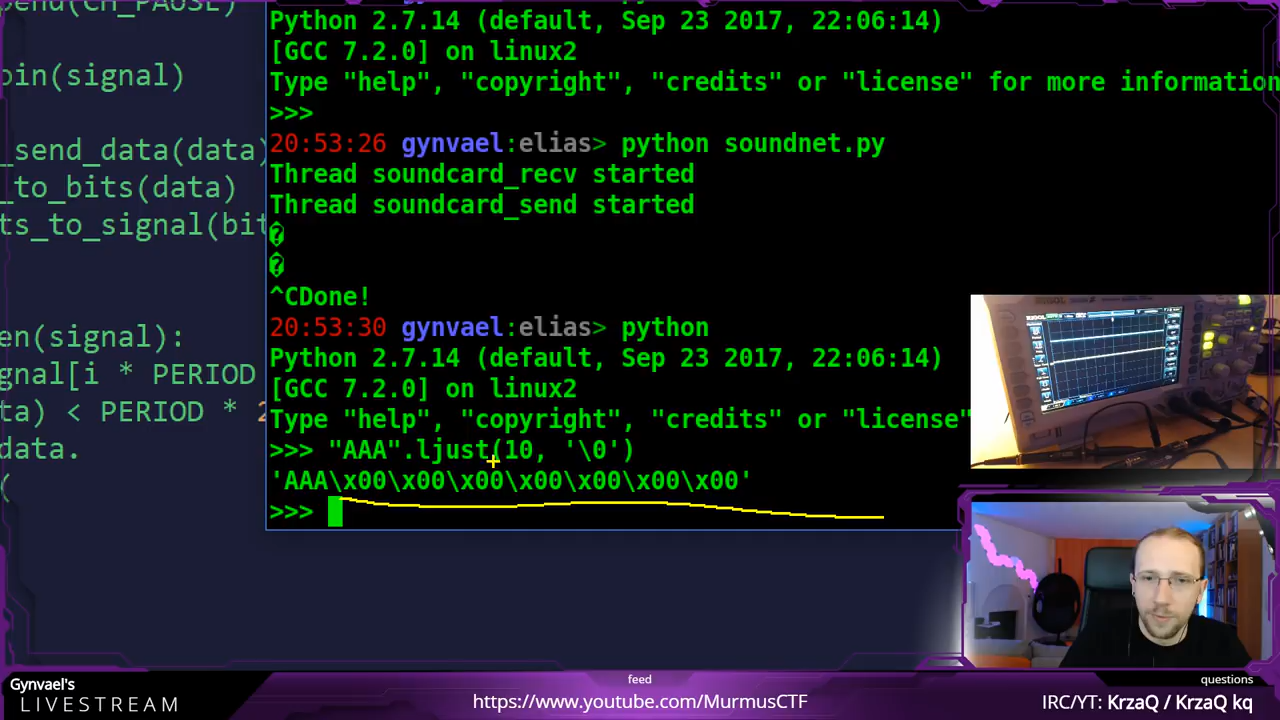 pend(CH_PAUSE)
oin(signal)
_send_data(data)
_to_bits(data)
ts_to_signal(bit
en(signal):
gnal[i * PERIOD
ta) < PERIOD * 2
data.
(
Python 2.7.14 (default, Sep 23 2017, 22:06:14)
[GCC 7.2.0] on linux2
Type "help", "copyright", "credits" or "license" for more information
>>>
20:53:26 gynvael:elias> python soundnet.py
Thread soundcard_recv started
Thread soundcard_send started
�
�
^CDone!
20:53:30 gynvael:elias> python
Python 2.7.14 (default, Sep 23 2017, 22:06:14)
[GCC 7.2.0] on linux2
Type "help", "copyright", "credits" or "license"
>>> "AAA".ljust(10, '\0')
'AAA\x00\x00\x00\x00\x00\x00\x00'
>>>
Gynvael's
LIVESTREAM
feed
https://www.youtube.com/MurmusCTF
questions
IRC/YT: KrzaQ / KrzaQ kq